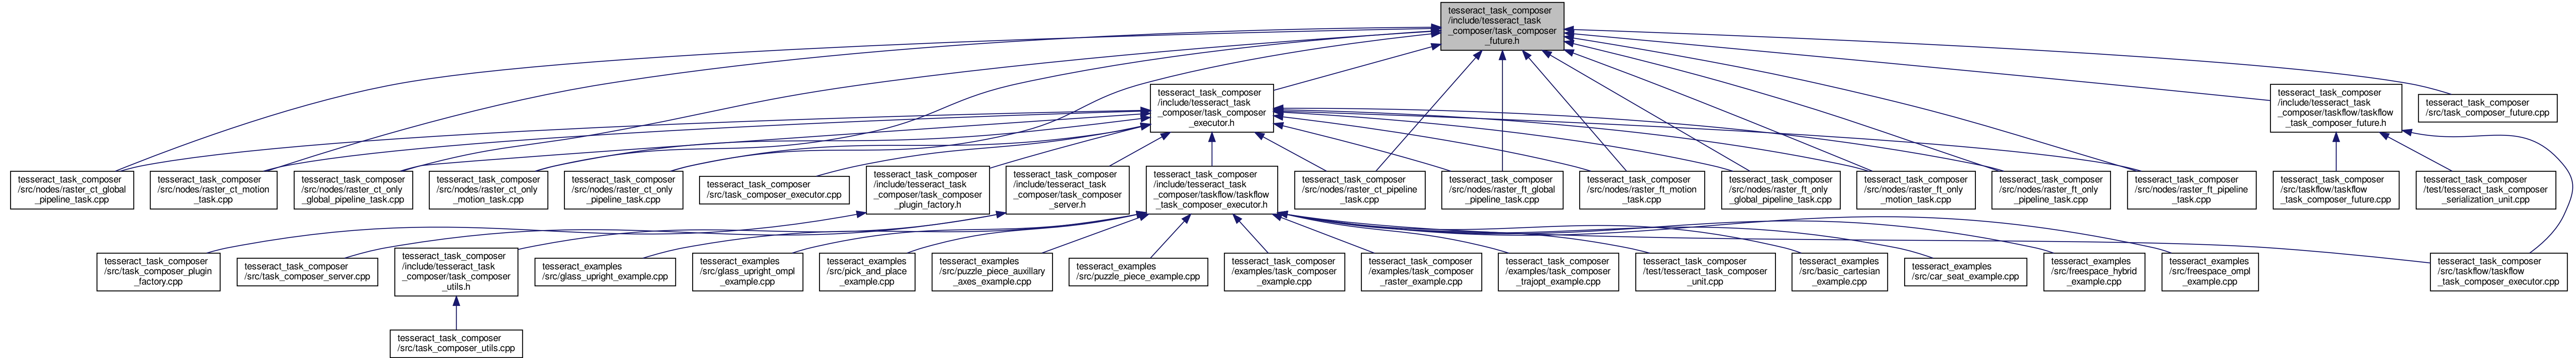 tesseract_task_composer
/include/tesseract_task
_composer/task_composer
_future.h
tesseract_task_composer
/include/tesseract_task
_composer/task_composer
_executor.h
tesseract_task_composer
/include/tesseract_task
_composer/taskflow/taskflow
_task_composer_future.h
tesseract_task_composer
/src/task_composer_future.cpp
tesseract_task_composer
/src/nodes/raster_ct_global
_pipeline_task.cpp
tesseract_task_composer
/src/nodes/raster_ct_motion
_task.cpp
tesseract_task_composer
/src/nodes/raster_ct_only
_global_pipeline_task.cpp
tesseract_task_composer
/src/nodes/raster_ct_only
_motion_task.cpp
tesseract_task_composer
/src/nodes/raster_ct_only
_pipeline_task.cpp
tesseract_task_composer
/src/task_composer_executor.cpp
tesseract_task_composer
/include/tesseract_task
_composer/task_composer
_plugin_factory.h
tesseract_task_composer
/include/tesseract_task
_composer/task_composer
_server.h
tesseract_task_composer
/include/tesseract_task
_composer/taskflow/taskflow
_task_composer_executor.h
tesseract_task_composer
/src/nodes/raster_ct_pipeline
_task.cpp
tesseract_task_composer
/src/nodes/raster_ft_global
_pipeline_task.cpp
tesseract_task_composer
/src/nodes/raster_ft_motion
_task.cpp
tesseract_task_composer
/src/nodes/raster_ft_only
_global_pipeline_task.cpp
tesseract_task_composer
/src/nodes/raster_ft_only
_motion_task.cpp
tesseract_task_composer
/src/nodes/raster_ft_only
_pipeline_task.cpp
tesseract_task_composer
/src/nodes/raster_ft_pipeline
_task.cpp
tesseract_task_composer
/src/taskflow/taskflow
_task_composer_future.cpp
tesseract_task_composer
/test/tesseract_task_composer
_serialization_unit.cpp
tesseract_task_composer
/src/task_composer_plugin
_factory.cpp
tesseract_task_composer
/src/task_composer_server.cpp
tesseract_task_composer
/include/tesseract_task
_composer/task_composer
_utils.h
tesseract_examples
/src/glass_upright_example.cpp
tesseract_examples
/src/glass_upright_ompl
_example.cpp
tesseract_examples
/src/pick_and_place
_example.cpp
tesseract_examples
/src/puzzle_piece_auxillary
_axes_example.cpp
tesseract_examples
/src/puzzle_piece_example.cpp
tesseract_task_composer
/examples/task_composer
_example.cpp
tesseract_task_composer
/examples/task_composer
_raster_example.cpp
tesseract_task_composer
/examples/task_composer
_trajopt_example.cpp
tesseract_task_composer
/test/tesseract_task_composer
_unit.cpp
tesseract_examples
/src/basic_cartesian
_example.cpp
tesseract_examples
/src/car_seat_example.cpp
tesseract_examples
/src/freespace_hybrid
_example.cpp
tesseract_examples
/src/freespace_ompl
_example.cpp
tesseract_task_composer
/src/taskflow/taskflow
_task_composer_executor.cpp
tesseract_task_composer
/src/task_composer_utils.cpp